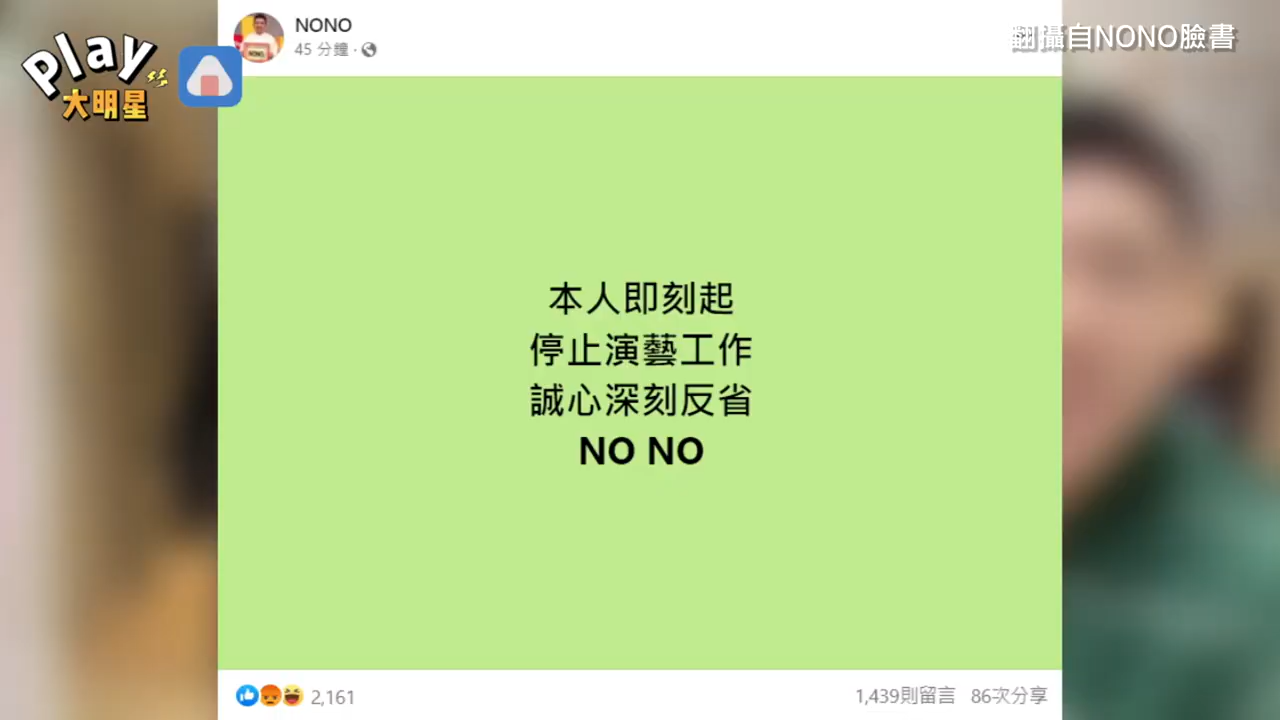 Play
大明星
NONO
45 分鐘 ·
翻攝自NONO臉書
本人即刻起
停止演藝工作
誠心深刻反省
NO NO
2,161
1,439則留言 86次分享